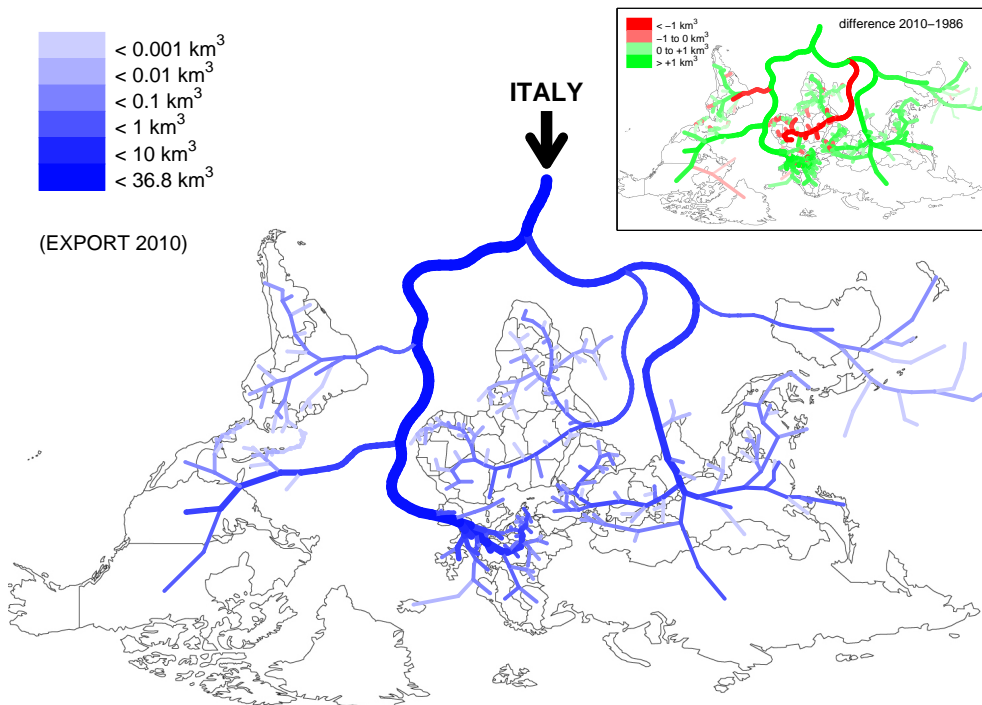 < 0.001 km³
< 0.01 km³
< 0.1 km³
< 1 km³
< 10 km³
< 36.8 km³
(EXPORT 2010)
ITALY
difference 2010–1986
< −1 km³
−1 to 0 km³
0 to +1 km³
> +1 km³